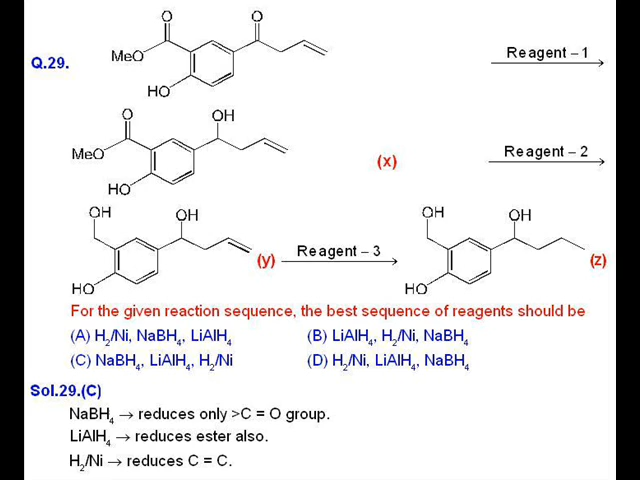 O O
MeO
Q.29.
Reagent – 1
HO
O OH
MeO (x) Reagent – 2
HO
OH OH OH OH
(y) Reagent – 3 (z)
HO HO
For the given reaction sequence, the best sequence of reagents should be
(A) H2/Ni, NaBH4, LiAlH4 (B) LiAlH4, H2/Ni, NaBH4
(C) NaBH4, LiAlH4, H2/Ni (D) H2/Ni, LiAlH4, NaBH4
Sol.29.(C)
NaBH4 → reduces only >C = O group.
LiAlH4 → reduces ester also.
H2/Ni → reduces C = C.